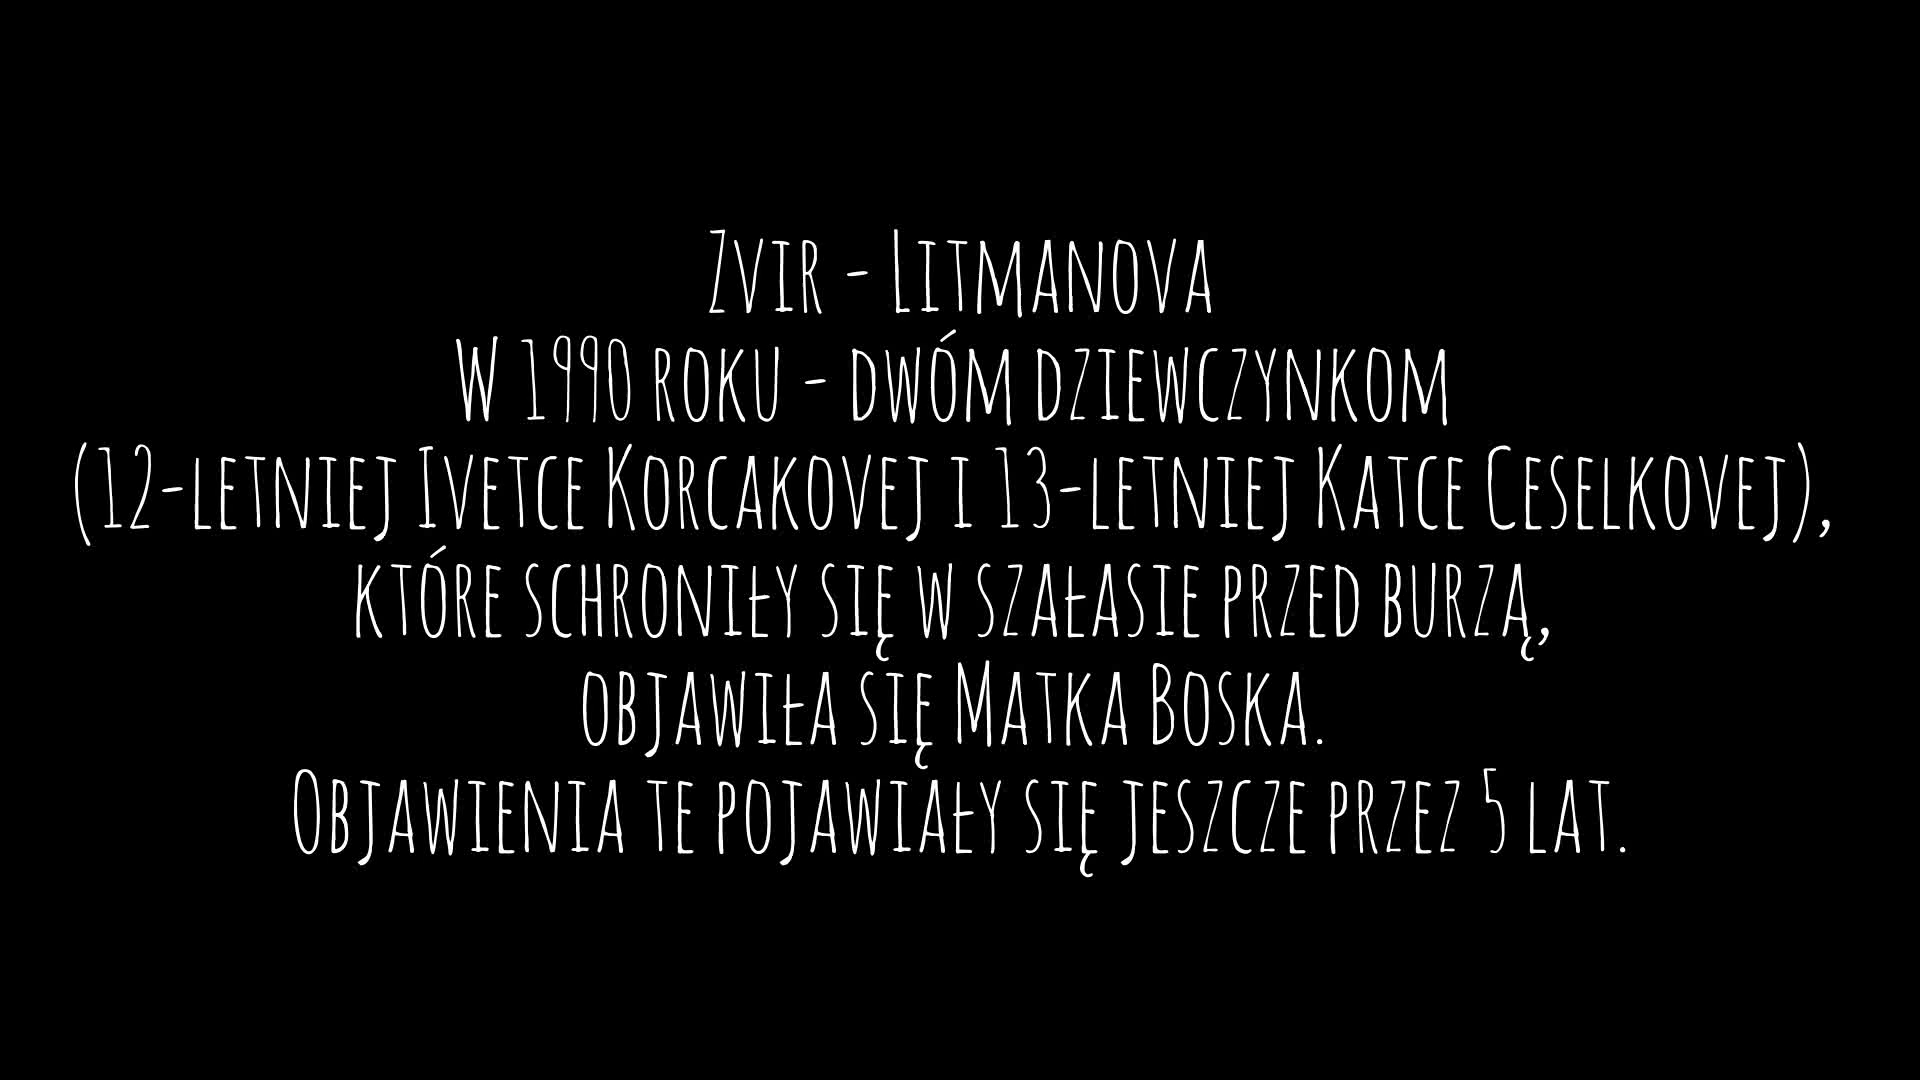 Zvir - Litmanova
W 1990 roku - dwóm dziewczynkom
(12-letniej Ivetce Korcakovej i 13-letniej Katce Ceselkovej),
które schroniły się w szałasie przed burzą,
objawiła się Matka Boska.
Objawienia te pojawiały się jeszcze przez 5 lat.